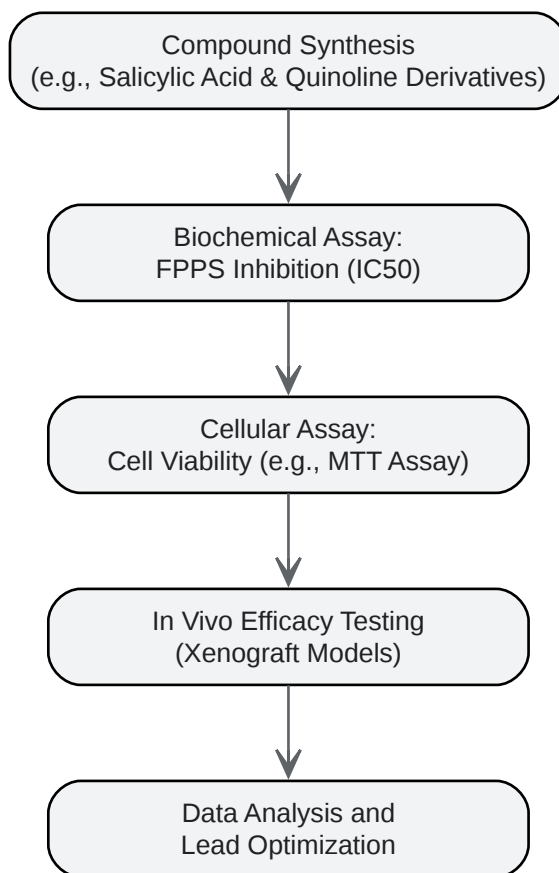 Compound Synthesis
(e.g., Salicylic Acid & Quinoline Derivatives)
Biochemical Assay:
FPPS Inhibition (IC50)
Cellular Assay:
Cell Viability (e.g., MTT Assay)
In Vivo Efficacy Testing
(Xenograft Models)
Data Analysis and
Lead Optimization